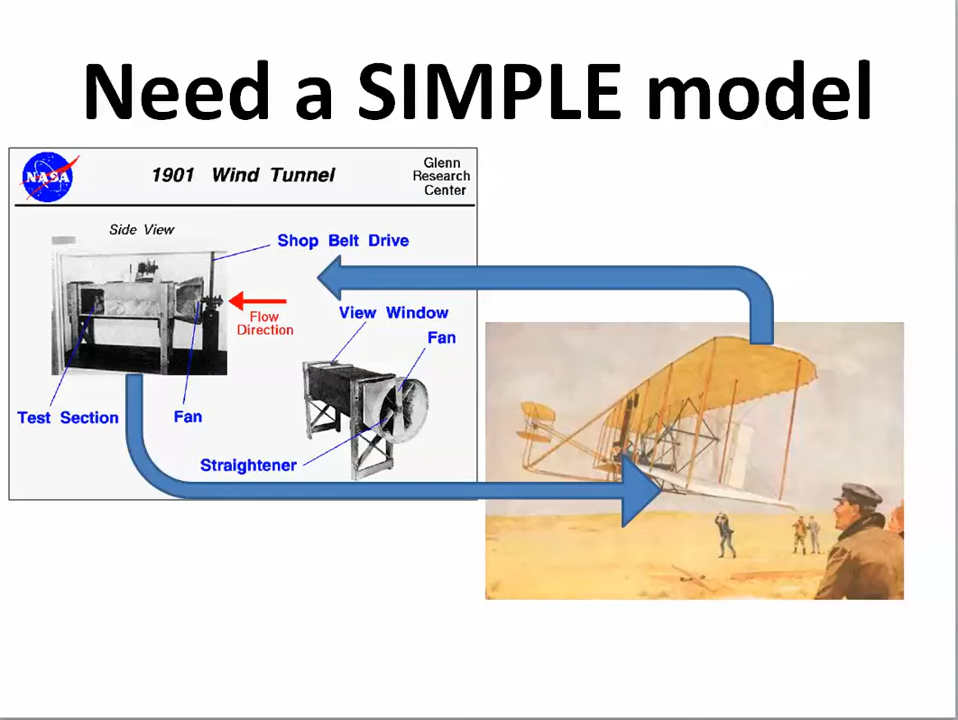 Need a SIMPLE model
NASA
1901 Wind Tunnel
Glenn
Research
Center
Side View
Shop Belt Drive
Flow
Direction
View Window
Fan
Test Section
Fan
Straightener